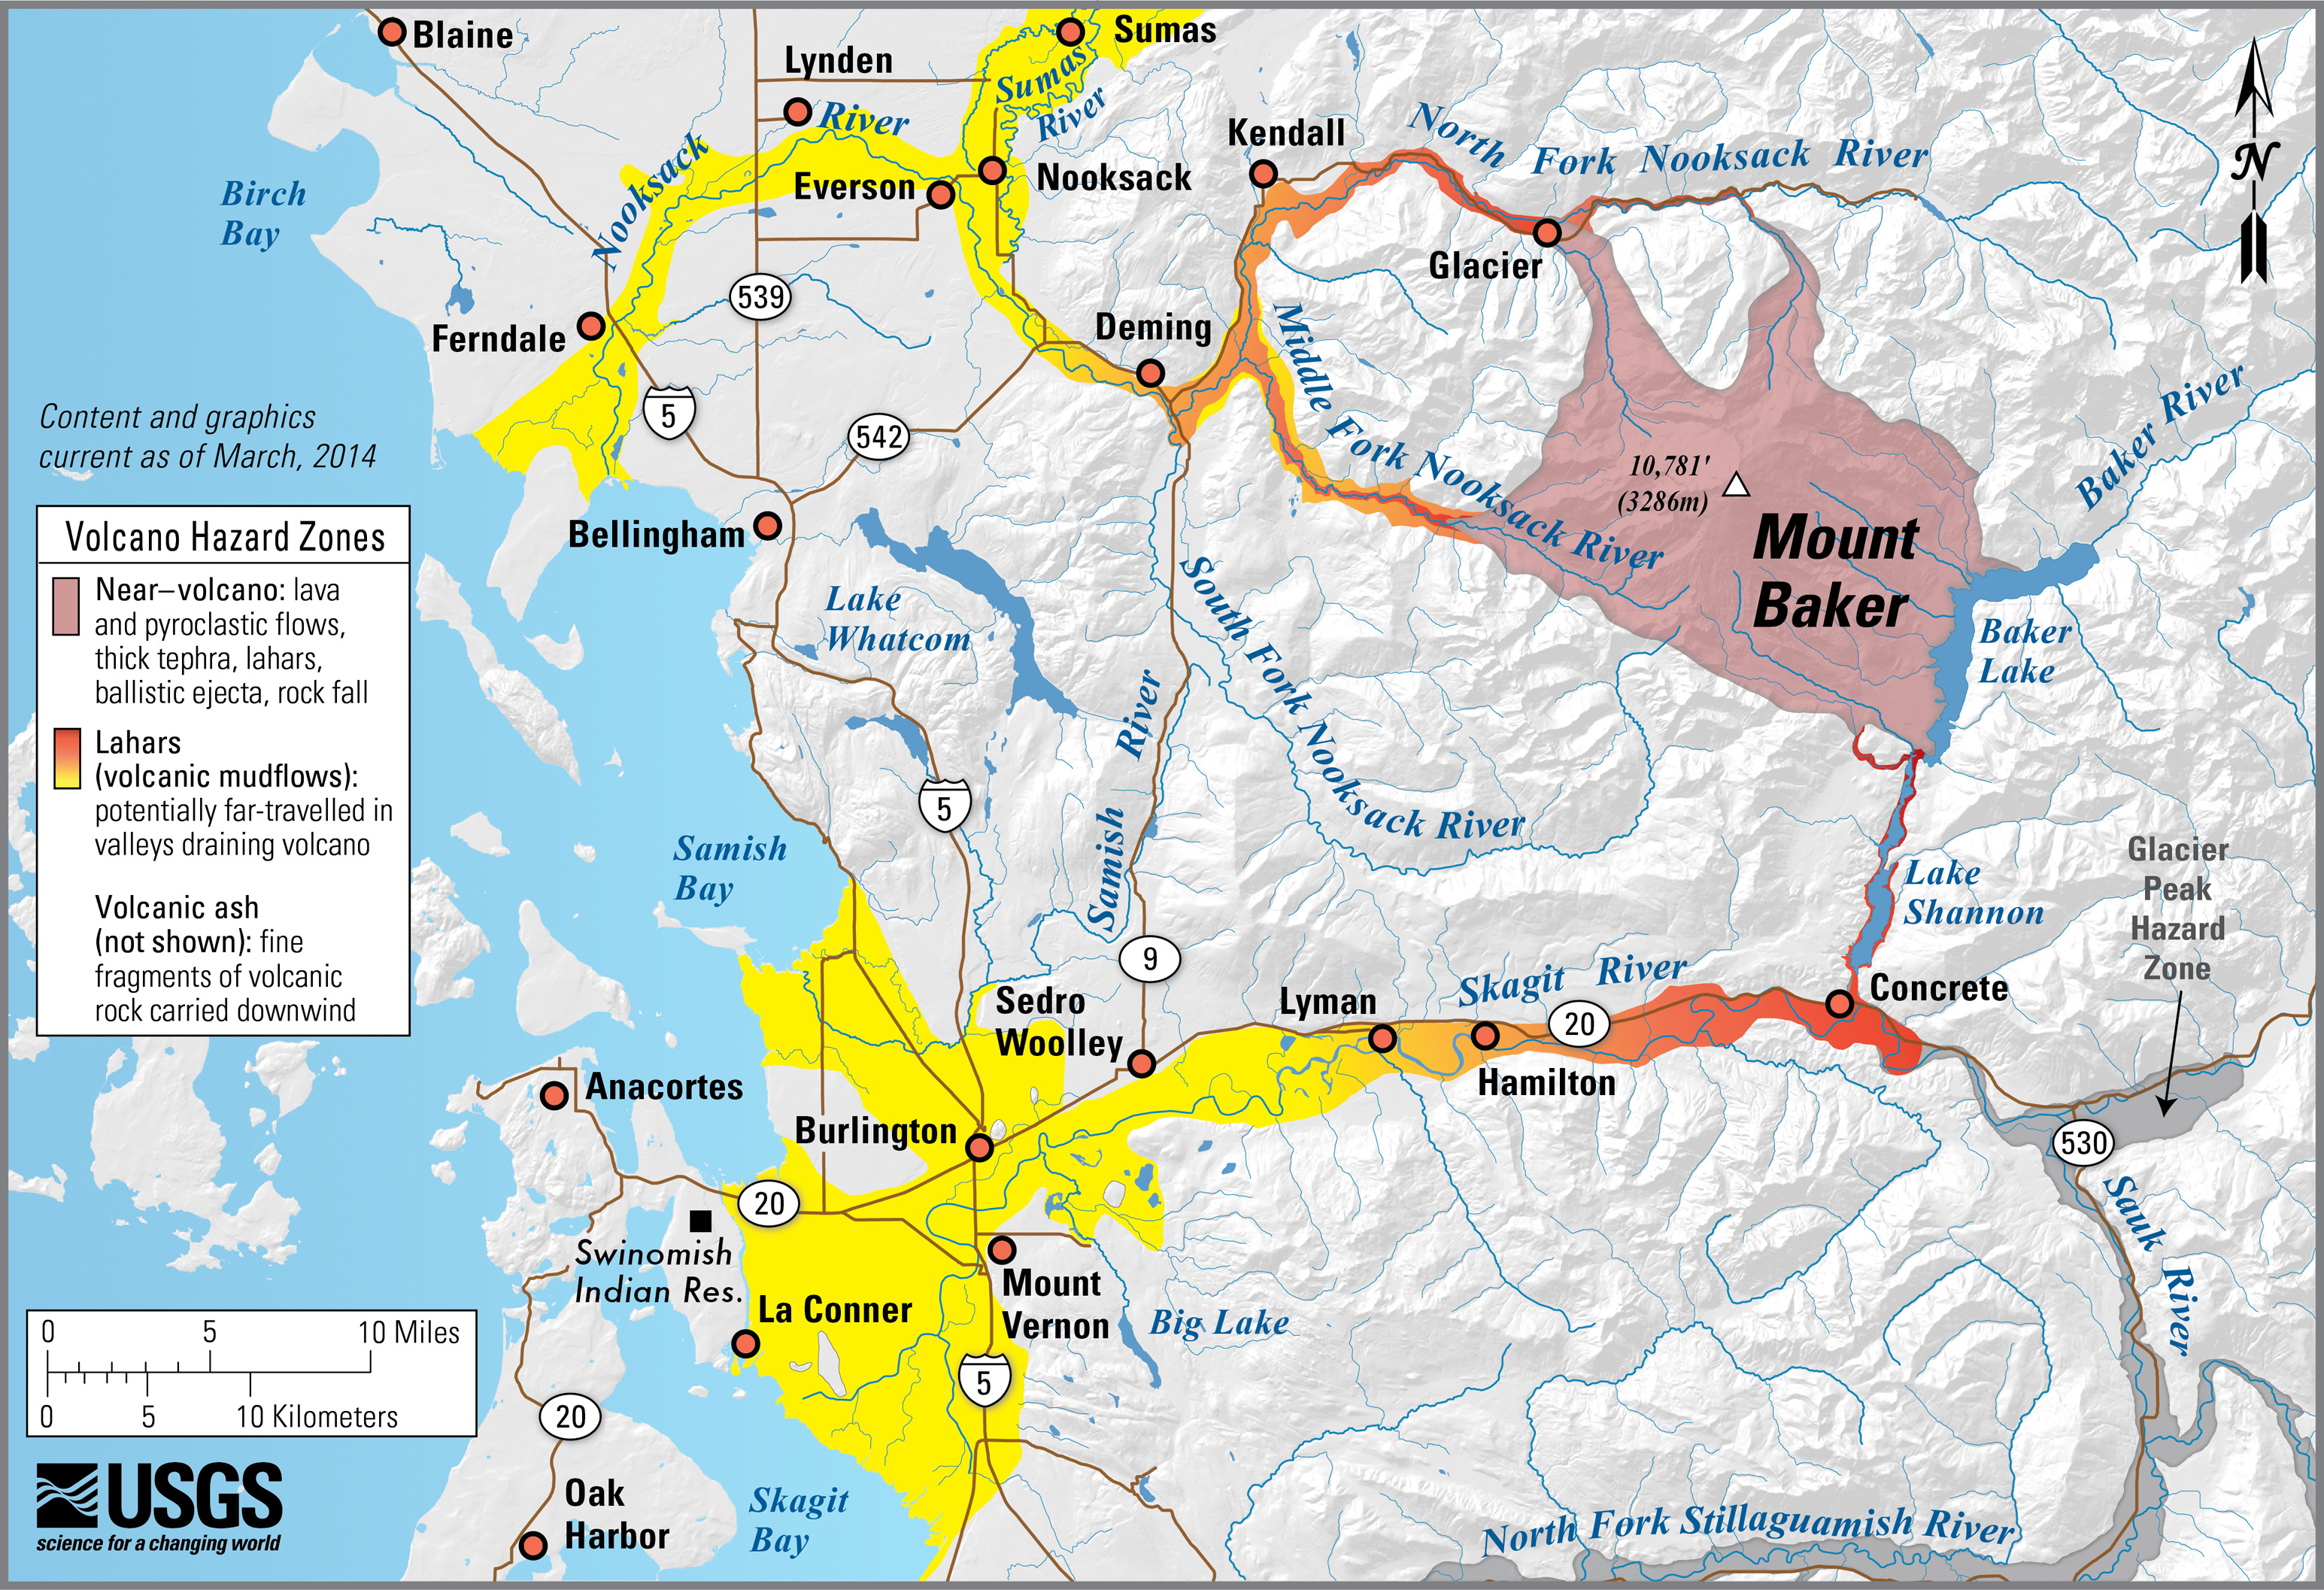 Blaine
Lynden
Sumas
Sumas
River
Nooksack
River
Everson
Nooksack
Kendall
North Fork Nooksack River
Glacier
Birch
Bay
539
Ferndale
Deming
Middle Fork Nooksack River
5
542
Content and graphics
current as of March, 2014
10,781'
(3286m)
Mount
Baker
Baker River
Baker
Lake
Bellingham
Lake
Whatcom
South Fork Nooksack River
Samish River
5
Samish
Bay
9
Lake
Shannon
Glacier
Peak
Hazard
Zone
Volcano Hazard Zones
Near–volcano: lava
and pyroclastic flows,
thick tephra, lahars,
ballistic ejecta, rock fall
Lahars
(volcanic mudflows):
potentially far-travelled in
valleys draining volcano
Volcanic ash
(not shown): fine
fragments of volcanic
rock carried downwind
Sedro
Woolley
Lyman
Skagit River
20
Hamilton
Concrete
Anacortes
Burlington
20
530
Sauk River
Swinomish
Indian Res.
La Conner
Mount
Vernon
Big Lake
5
0 5 10 Miles
0 5 10 Kilometers
20
Oak
Harbor
Skagit
Bay
North Fork Stillaguamish River
USGS
science for a changing world
N